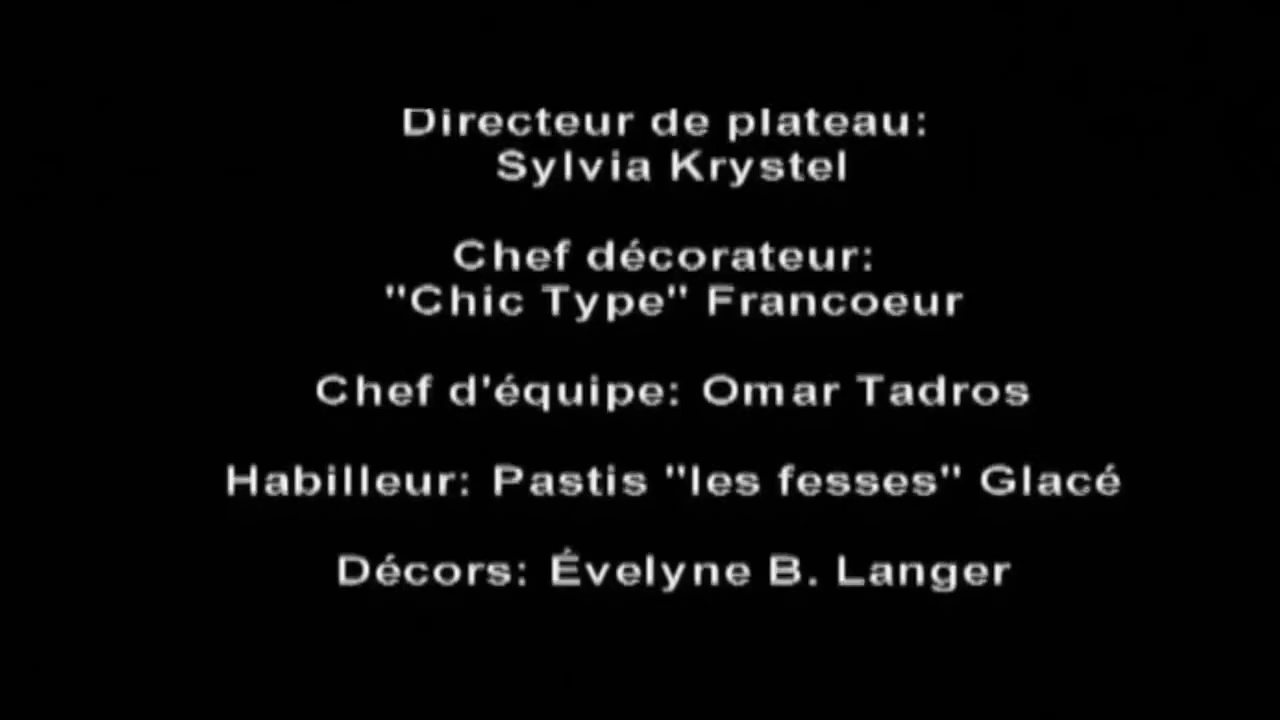 Directeur de plateau:
Sylvia Krystel
Chef décorateur:
"Chic Type" Francoeur
Chef d'équipe: Omar Tadros
Habilleur: Pastis "les fesses" Glacé
Décors: Évelyne B. Langer